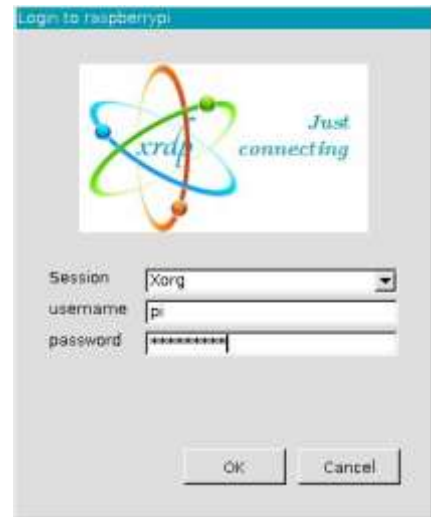 Login to raspberrypi
Just
xrdp connecting
Session Xorg
username pi
password *********
OK Cancel